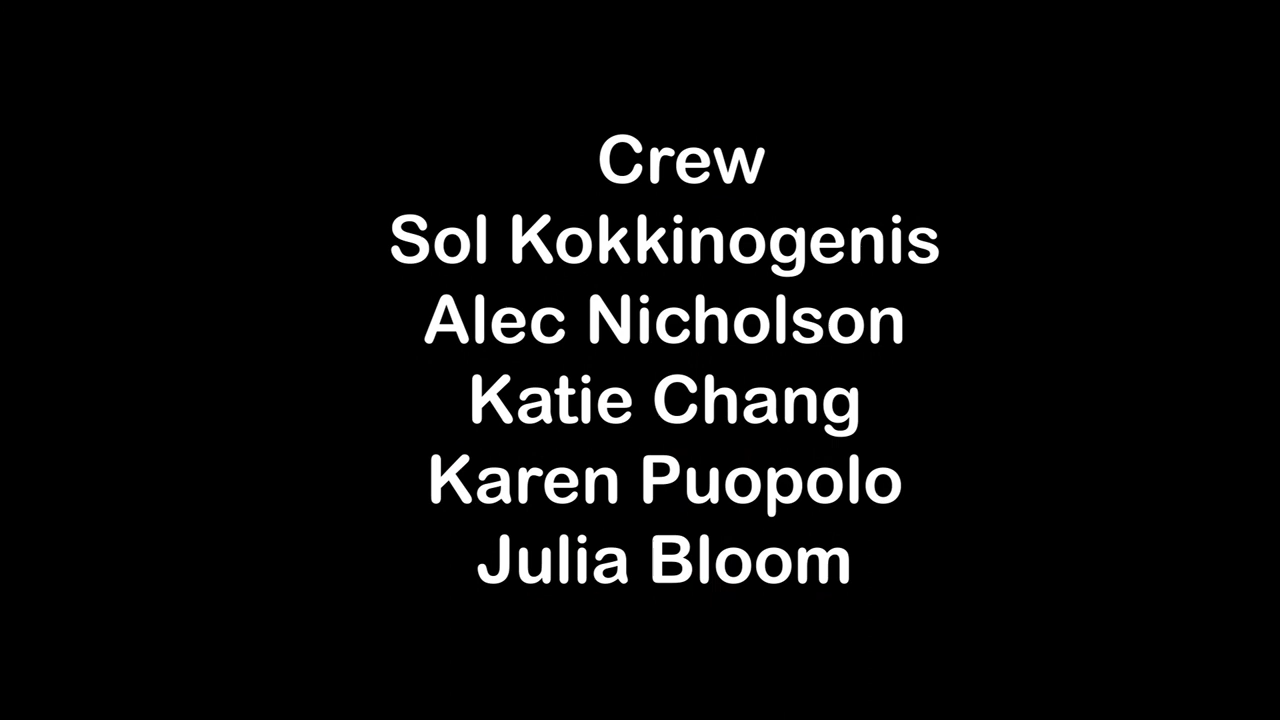 Crew
Sol Kokkinogenis
Alec Nicholson
Katie Chang
Karen Puopolo
Julia Bloom